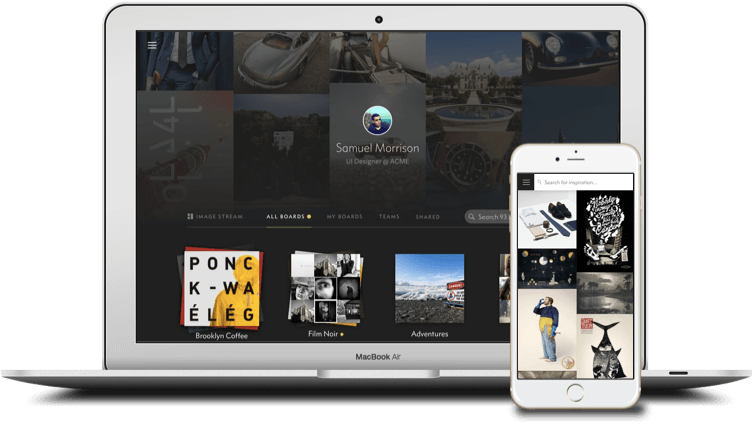 Samuel Morrison
UI Designer @ ACME
IMAGE STREAM
ALL BOARDS
MY BOARDS
TEAMS
SHARED
Search 93
PONC
K-WA
ÉLÉG
Brooklyn Coffee
Film Noir
Adventures
MacBook Air
Search for inspiration...